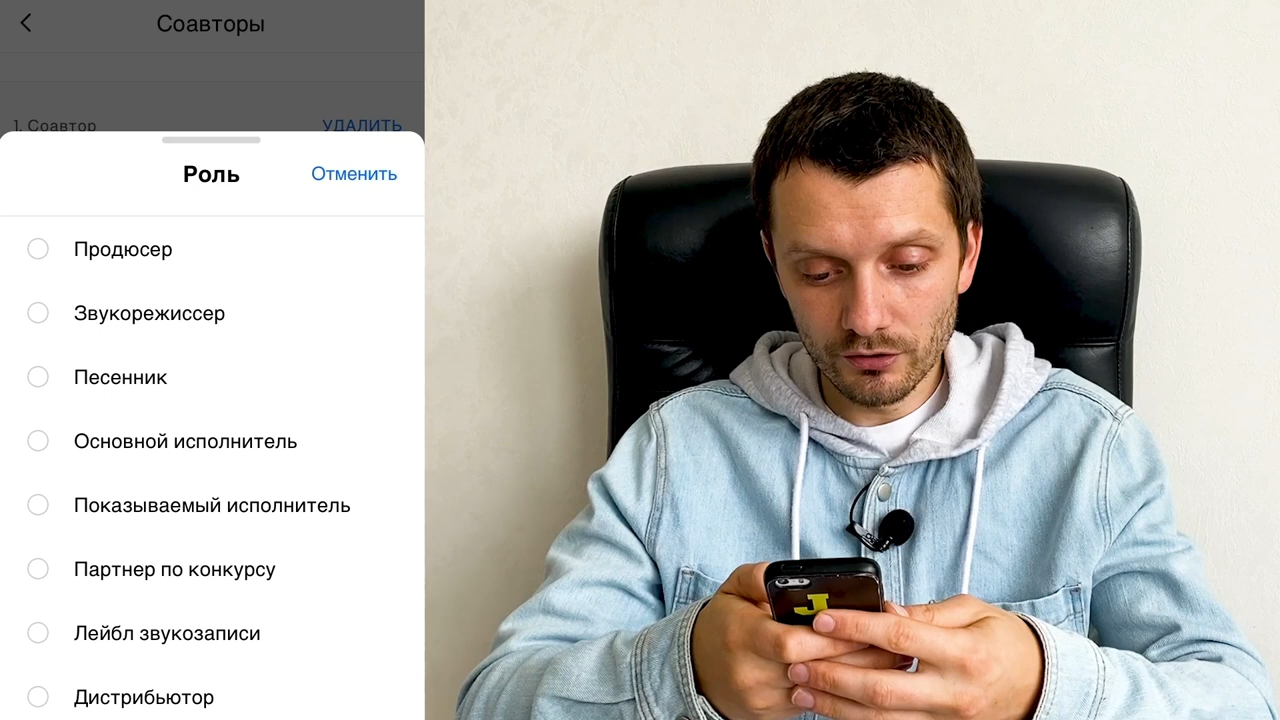 Соавторы
1. Соавтор УДАЛИТЬ
Роль Отменить
Продюсер
Звукорежиссер
Песенник
Основной исполнитель
Показываемый исполнитель
Партнер по конкурсу
Лейбл звукозаписи
Дистрибьютор
J